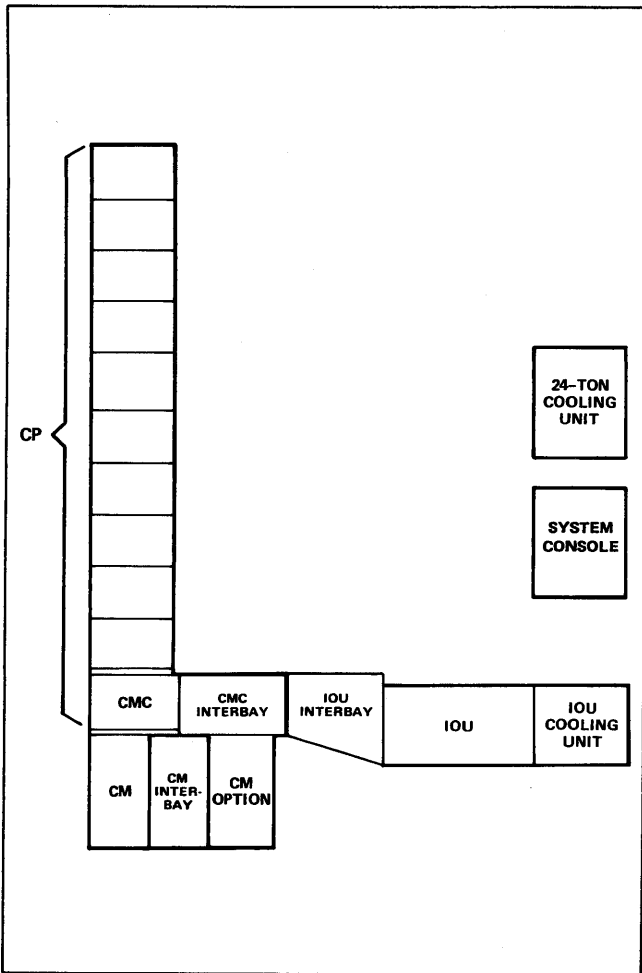 24-TON
COOLING
UNIT
CP
SYSTEM
CONSOLE
CMC
CMC
INTERBAY
IOU
INTERBAY
IOU
IOU
COOLING
UNIT
CM
CM
INTER-
BAY
CM
OPTION